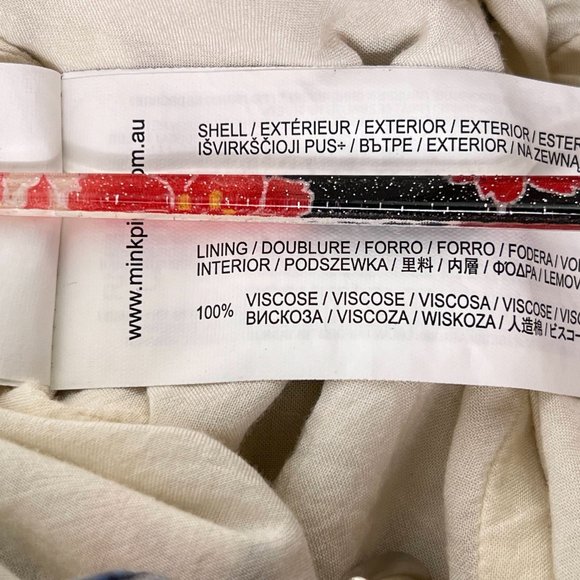 www.minkpi .com.au
SHELL / EXTÉRIEUR / EXTERIOR / EXTERIOR / ESTER
IŠVIRKŠČIOJI PUS÷ / ВЪТРЕ / EXTERIOR / NA ZEWNĄ
LINING / DOUBLURE / FORRO / FORRO / FODERA / VO
INTERIOR / PODSZEWKA / 里料 / 内層 / ΦΌΔΡΑ / LEMOV
100% VISCOSE / VISCOSE / VISCOSA / VISCOSE / VISC
ВИСКОЗА / VISCOZA / WISKOZA / 人造棉 / ビスコー